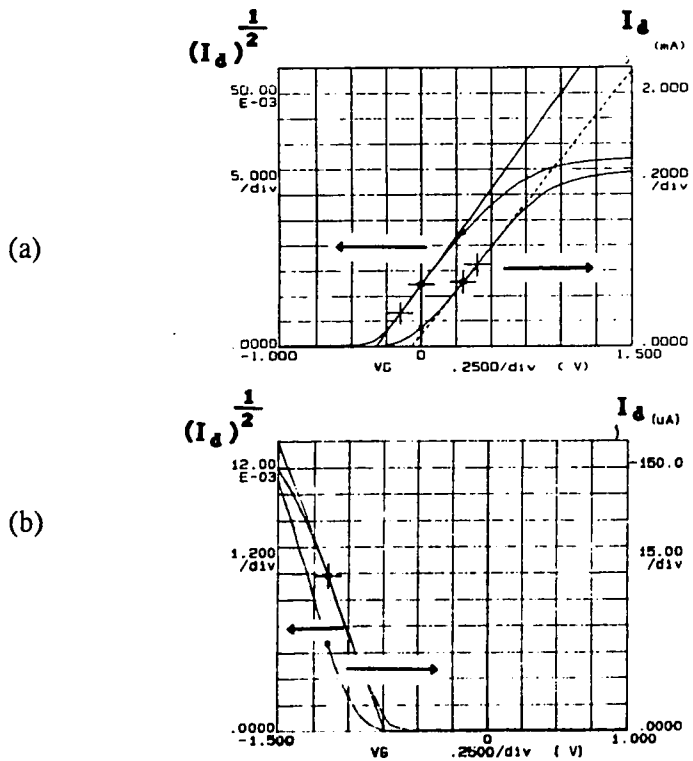 (I_d)^1/2
I_d
(mA)
50.00
E-03
2.000
5.000
/div
.2000
/div
(a)
.0000
.0000
-1.000
0
1.500
VG .2500/div ( V)
(I_d)^1/2
I_d (uA)
12.00
E-03
150.0
(b)
1.200
/div
15.00
/div
.0000
.0000
-1.500
0
1.000
VG .2500/div ( V)